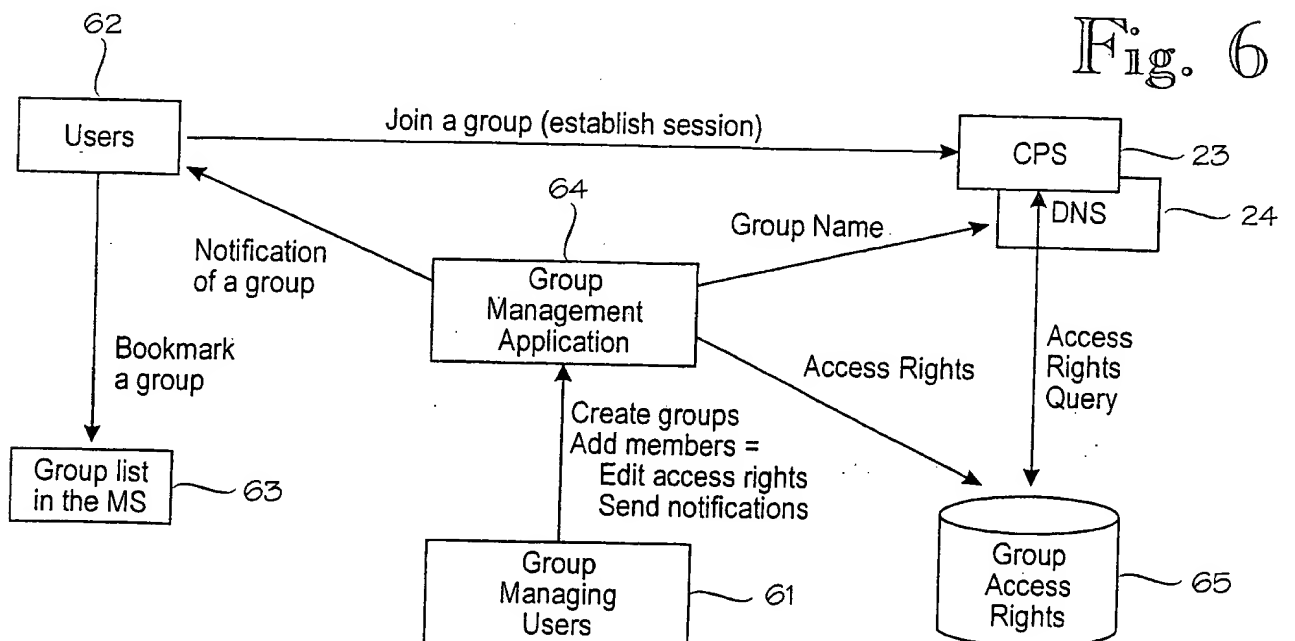 Fig. 6
62
Users
Join a group (establish session)
CPS
23
DNS
24
64
Group Name
Notification
of a group
Group
Management
Application
Bookmark
a group
Access Rights
Access
Rights
Query
Create groups
Add members =
Edit access rights
Send notifications
Group list
in the MS
63
Group
Managing
Users
61
Group
Access
Rights
65